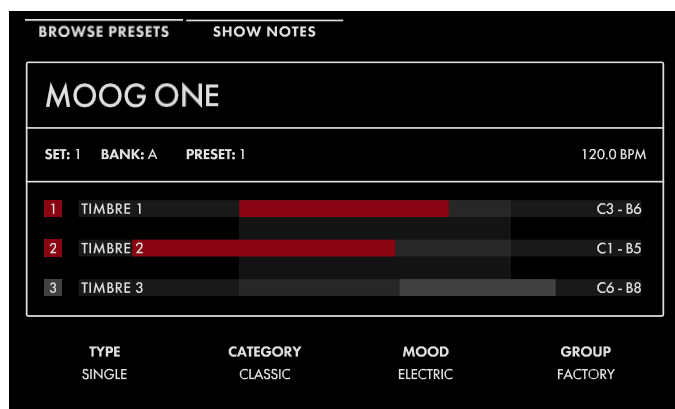 BROWSE PRESETS SHOW NOTES
MOOG ONE
SET: 1 BANK: A PRESET: 1 120.0 BPM
1 TIMBRE 1 C3 - B6
2 TIMBRE 2 C1 - B5
3 TIMBRE 3 C6 - B8
TYPE CATEGORY MOOD GROUP
SINGLE CLASSIC ELECTRIC FACTORY